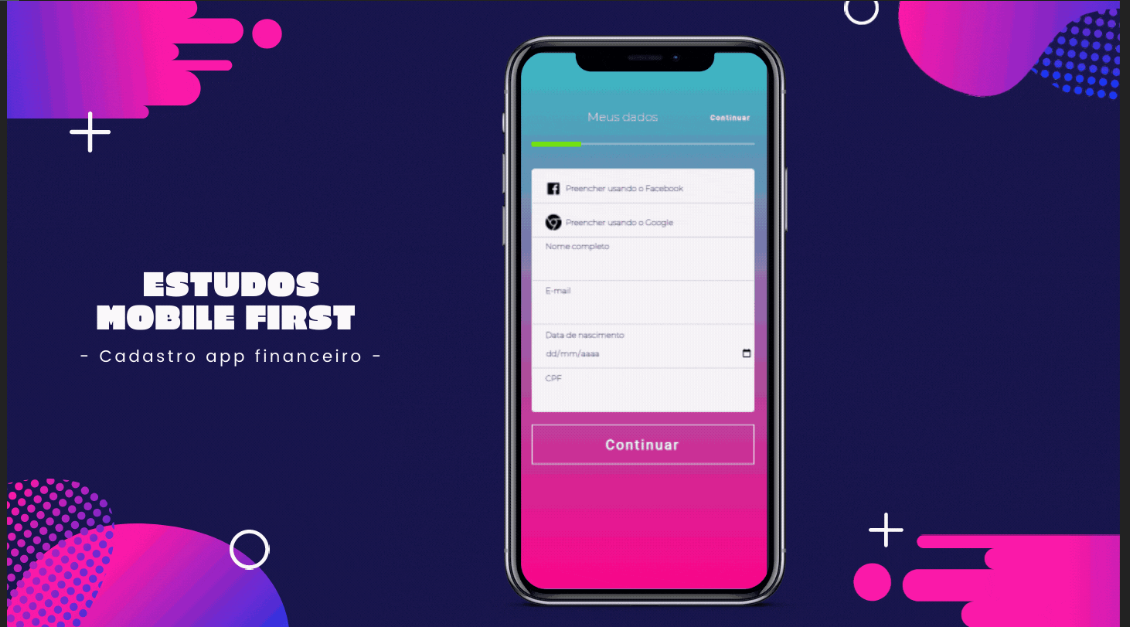 ESTUDOS
MOBILE FIRST
- Cadastro app financeiro -
Meus dados
Continuar
Preencher usando o Facebook
Preencher usando o Google
Nome completo
E-mail
Data de nascimento
dd/mm/aaaa
CPF
Continuar